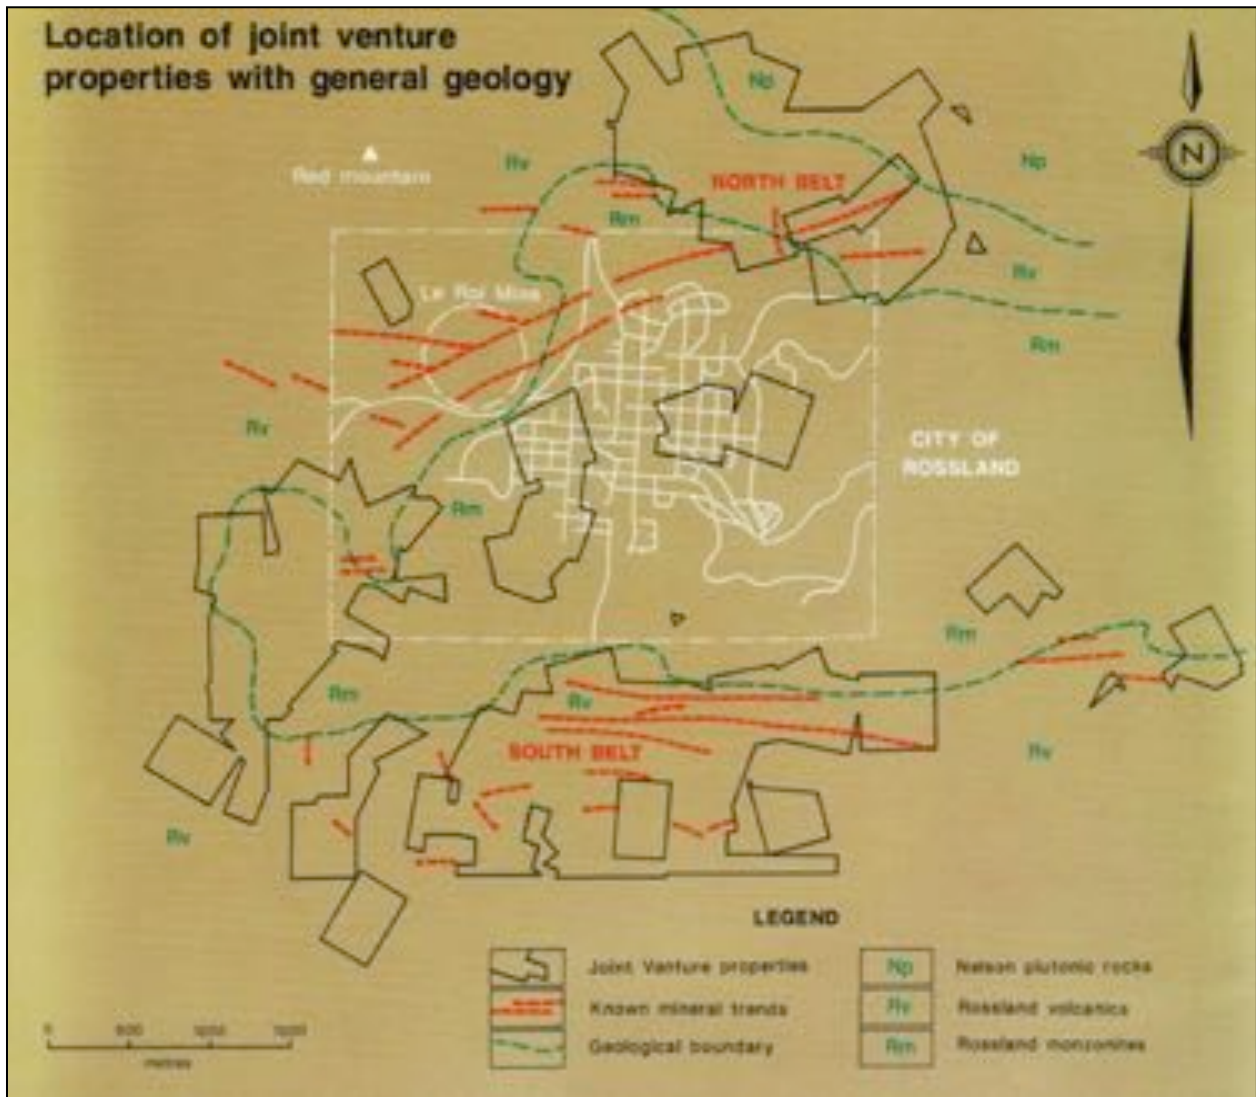 Location of joint venture
properties with general geology
Np
N
Rv
Np
Red mountain
NORTH BELT
Rm
Rv
Le Roi Mine
Rm
Rv
CITY OF
ROSSLAND
Rm
Rm
Rm
Rv
SOUTH BELT
Rv
Rv
LEGEND
Joint Venture properties
Np
Nelson plutonic rocks
Known mineral trends
Rv
Rossland volcanics
Geological boundary
Rm
Rossland monzonites
0
metres